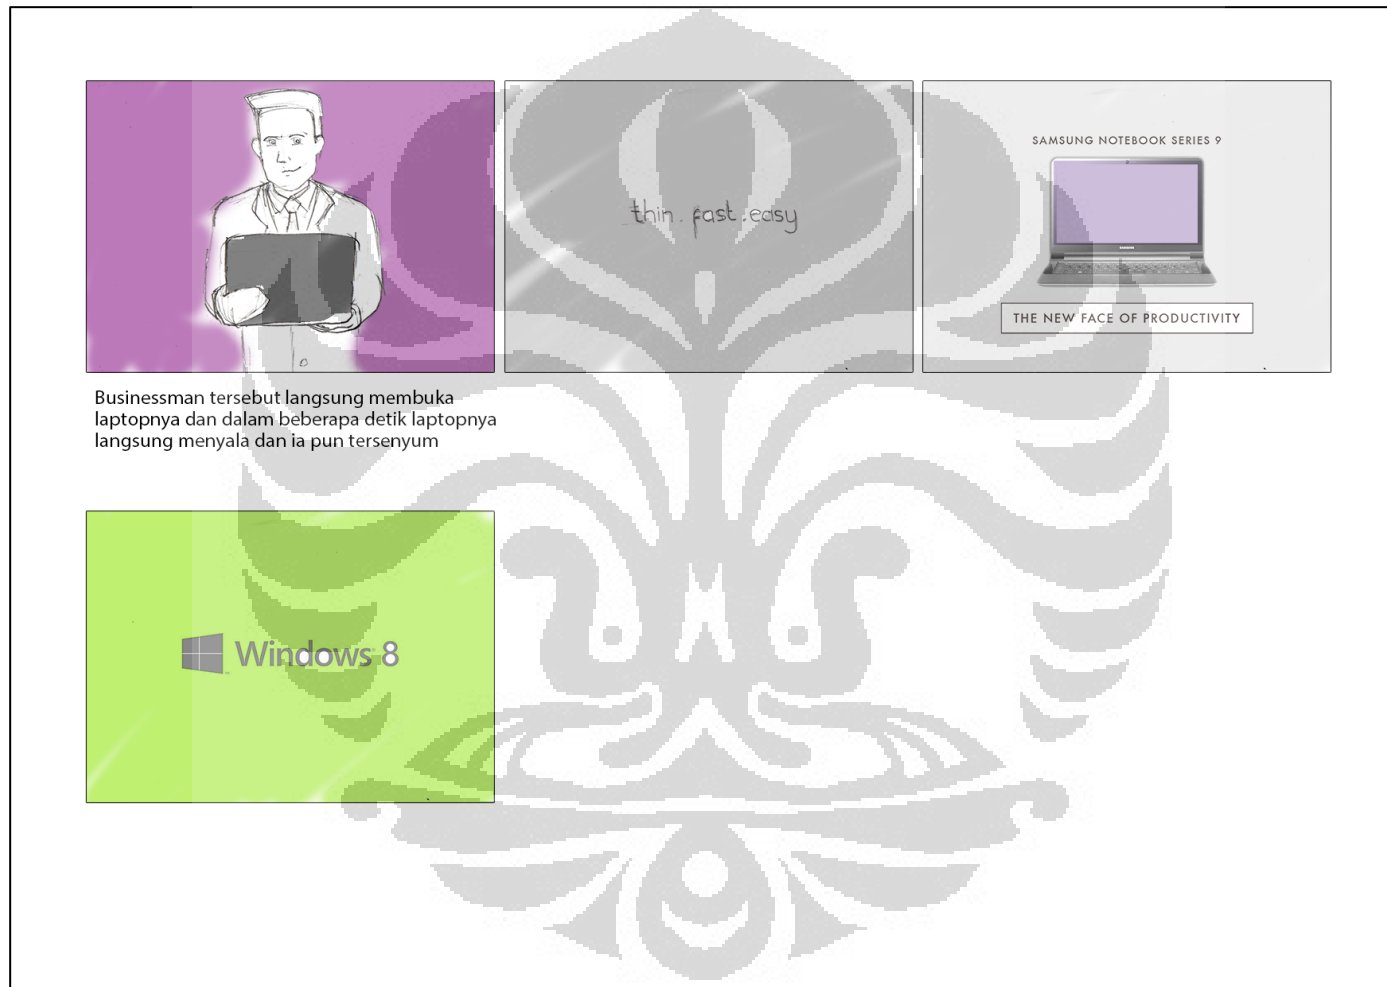 thin. fast. easy
SAMSUNG NOTEBOOK SERIES 9
SAMSUNG
THE NEW FACE OF PRODUCTIVITY
Businessman tersebut langsung membuka
laptopnya dan dalam beberapa detik laptopnya
langsung menyala dan ia pun tersenyum
Windows 8